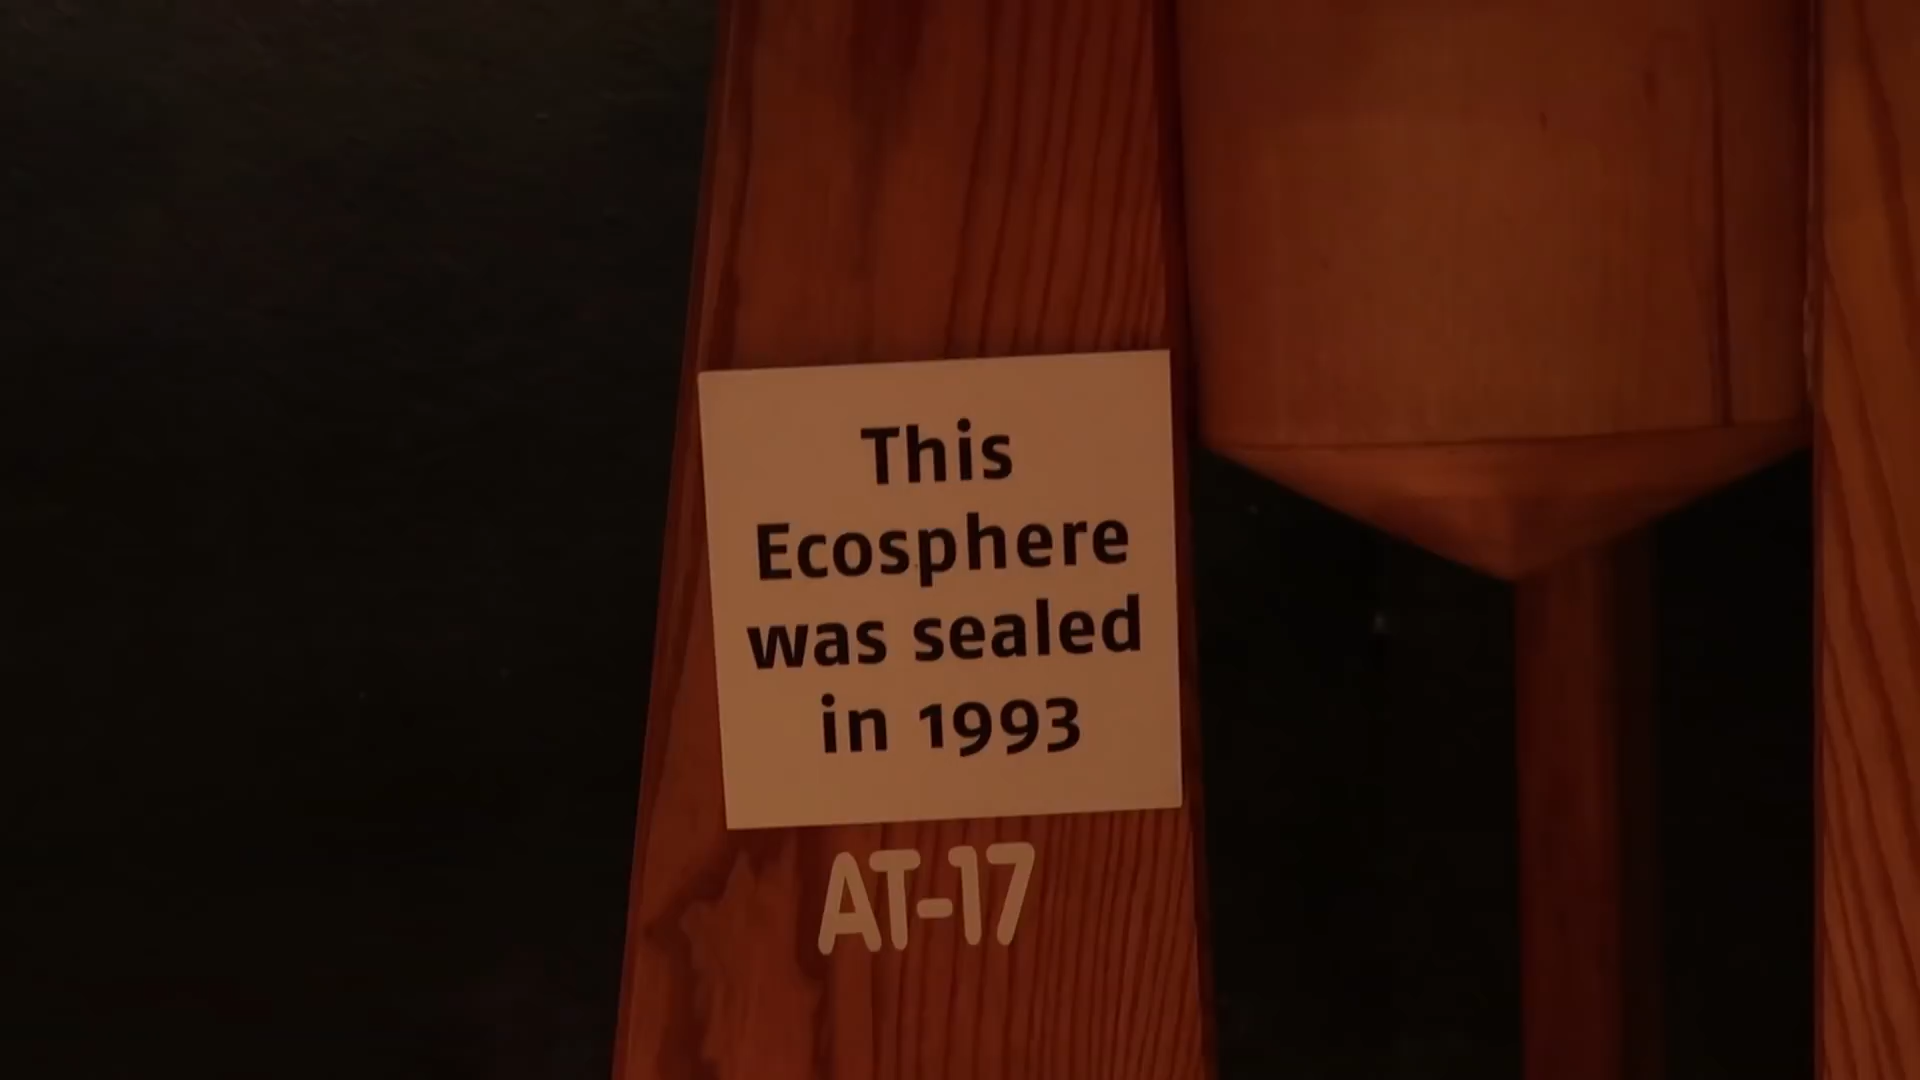 This
Ecosphere
was sealed
in 1993
AT-17